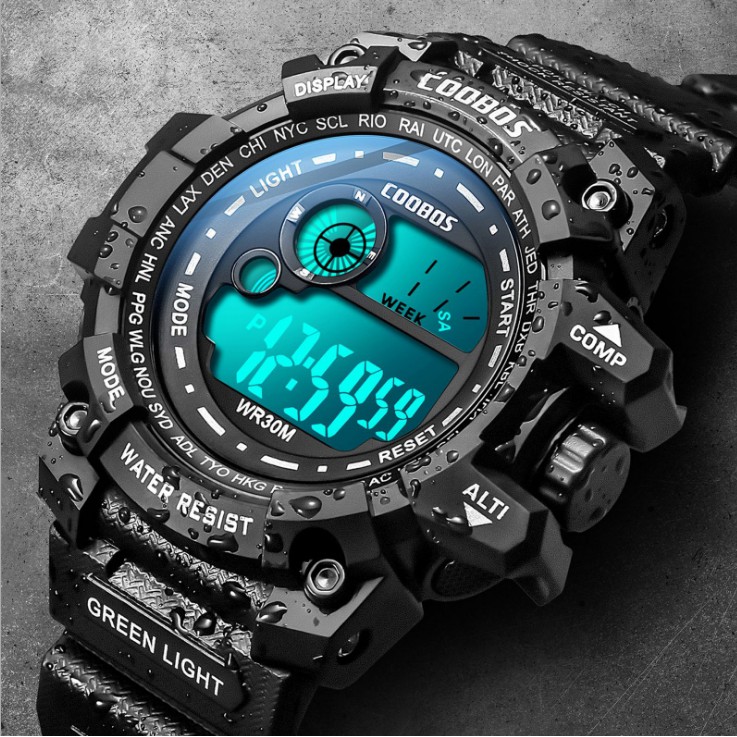 DISPLAY
COOBOS
DEN CHI NYC SCL RIO RAI UTC LON PAR ATH JED THR DXB
PPG HNL ANC LAX
LIGHT
COOBOS
N
W
E
S
MODE
START
WEEK
SA
P
12:59 59
WR30M
RESET
COMP
MODE
WLG NOU SYD ADL TYO HKG
WATER RESIST
ALTI
GREEN LIGHT